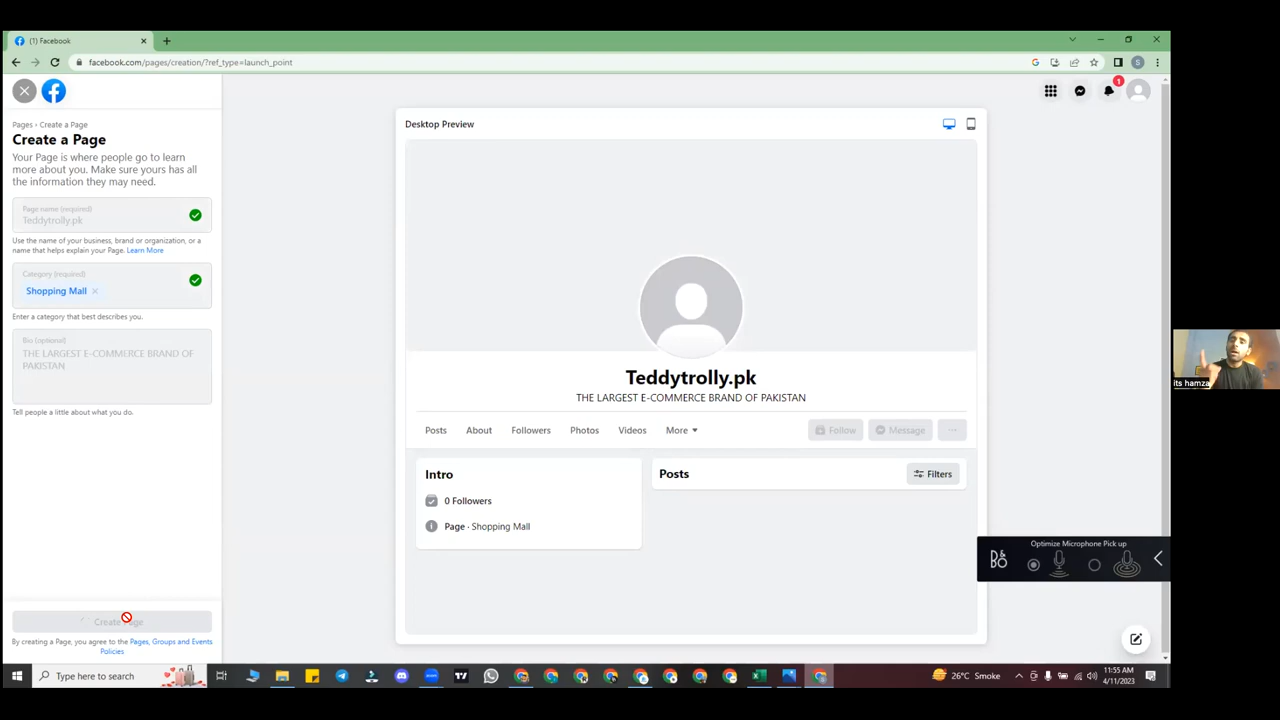 (1) Facebook
facebook.com/pages/creation/?ref_type=launch_point
S
1
Pages › Create a Page
Create a Page
Your Page is where people go to learn
more about you. Make sure yours has all
the information they may need.
Page name (required)
Teddytrolly.pk
Use the name of your business, brand or organization, or a
name that helps explain your Page. Learn More
Category (required)
Shopping Mall
Enter a category that best describes you.
Bio (optional)
THE LARGEST E-COMMERCE BRAND OF
PAKISTAN
Tell people a little about what you do.
Create Page
By creating a Page, you agree to the Pages, Groups and Events
Policies
Desktop Preview
Teddytrolly.pk
THE LARGEST E-COMMERCE BRAND OF PAKISTAN
Posts About Followers Photos Videos More Follow Message ...
Intro
0 Followers
Page · Shopping Mall
Posts
Filters
its hamza
Optimize Microphone Pick up
B&O
Type here to search
26°C Smoke
11:55 AM
4/11/2023